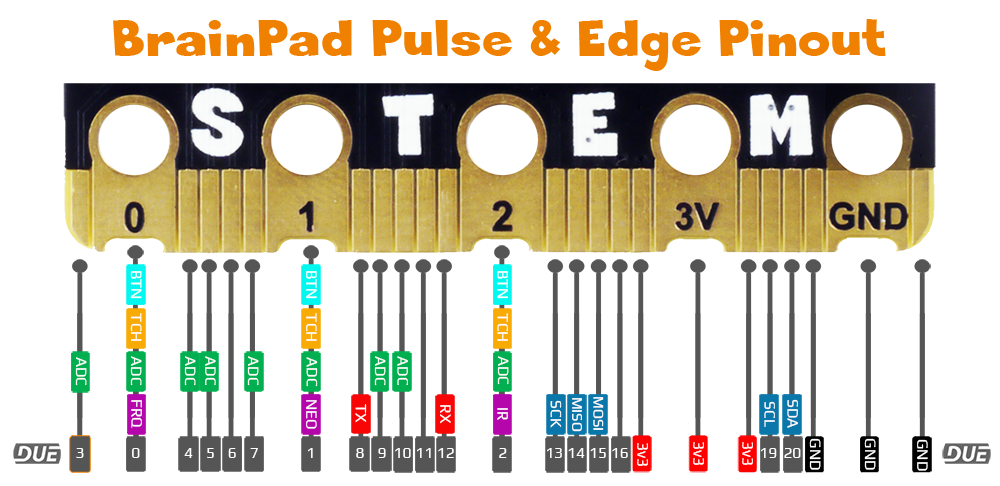 BrainPad Pulse & Edge Pinout
S T E M
0 1 2 3V GND
BTN BTN BTN
TCH TCH TCH
ADC ADC ADC ADC ADC ADC ADC ADC ADC
FRQ NEO TX RX IR SCK MISO MOSI SCL SDA
DUE 3 0 4 5 6 7 1 8 9 10 11 12 2 13 14 15 16 3v3 3v3 3v3 19 20 GND GND GND DUE